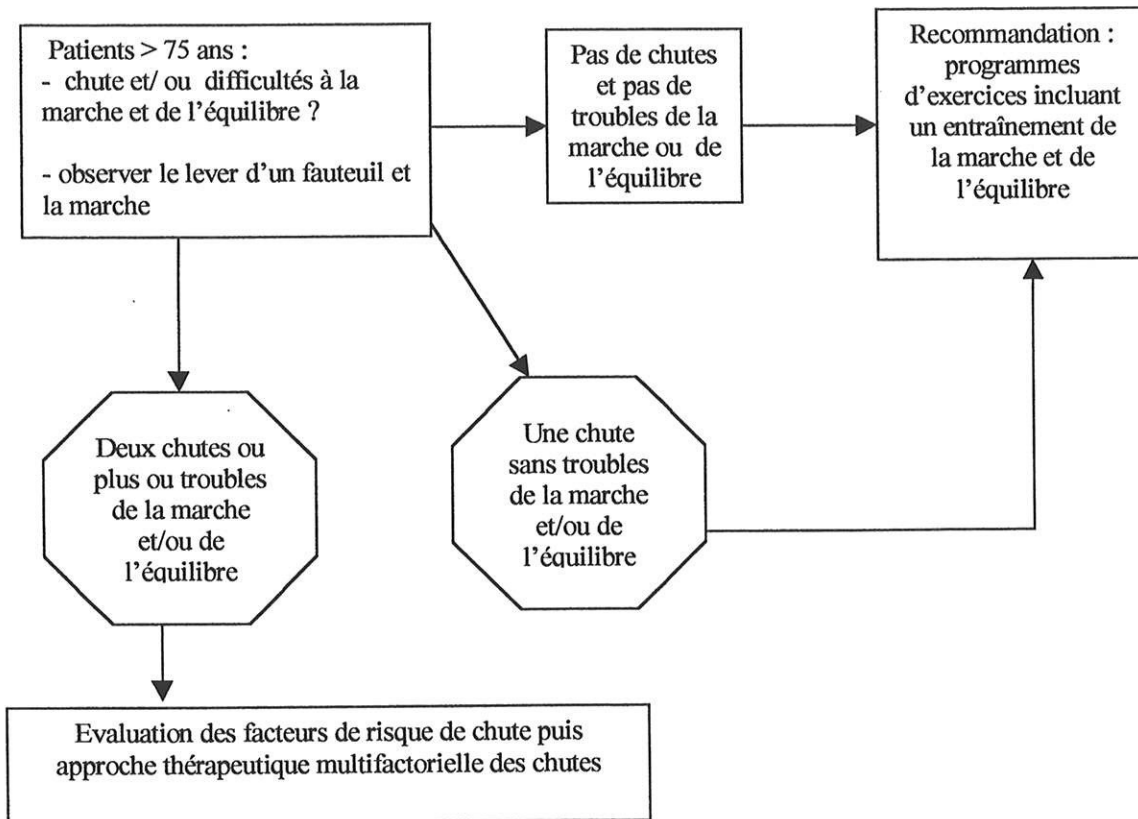 Patients > 75 ans :
- chute et/ ou difficultés à la
marche et de l'équilibre ?
- observer le lever d'un fauteuil et
la marche
Pas de chutes
et pas de
troubles de la
marche ou de
l'équilibre
Recommandation :
programmes
d'exercices incluant
un entraînement de
la marche et de
l'équilibre
Deux chutes ou
plus ou troubles
de la marche
et/ou de
l'équilibre
Une chute
sans troubles
de la marche
et/ou de
l'équilibre
Evaluation des facteurs de risque de chute puis
approche thérapeutique multifactorielle des chutes